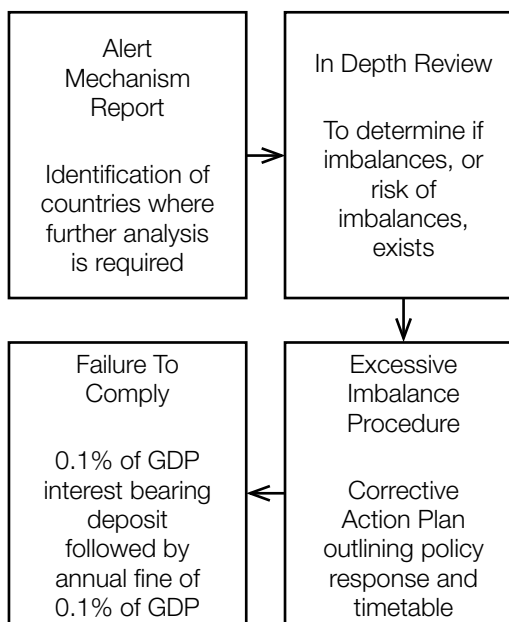 Alert
Mechanism
Report
Identification of
countries where
further analysis
is required
In Depth Review
To determine if
imbalances, or
risk of
imbalances,
exists
Excessive
Imbalance
Procedure
Corrective
Action Plan
outlining policy
response and
timetable
Failure To
Comply
0.1% of GDP
interest bearing
deposit
followed by
annual fine of
0.1% of GDP